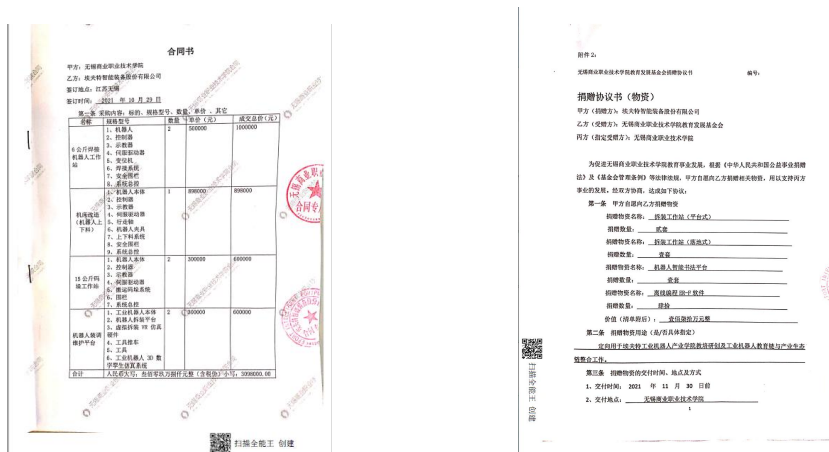 合同书
甲方：无锡商业职业技术学院
乙方：埃夫特智能装备股份有限公司
签订地点：江苏无锡
签订时间： 2021 年 10 月 29 日
第一条 采购内容：标的、规格型号、数量、单价 、其它
名称 规格型号 数量 单价（元） 成交总价（元）
6 公斤焊接机器人工作站 2 500000 1000000
1、机器人
2、控制器
3、示教器
4、伺服驱动器
5、变位机
6、焊接系统
7、安全围栏
8、系统总控
机床改造（机器人上下料） 1 898000 898000
1、机器人本体
2、控制器
3、示教器
4、伺服驱动器
5、行走轴
6、机器人夹具
7、上下料系统
8、安全围栏
9、系统总控
15 公斤码垛工作站 2 300000 600000
1、机器人本体
2、控制器
3、示教器
4、伺服驱动器
5、搬运码垛系统
6、围栏
7、系统总控
机器人装调维护平台 2 300000 600000
1、工业机器人本体
2、机器人拆装平台
3、虚拟拆装 VR 仿真硬件
4、工具推车
5、工具
6、工业机器人 3D 数字孪生仿真系统
合计 人民币大写：叁佰零玖万捌仟元整（含税价）小写：3098000.00
扫描全能王 创建
附件 2：
无锡商业职业技术学院教育发展基金会捐赠协议书 编号：
捐赠协议书（物资）
甲方（捐赠方）：埃夫特智能装备股份有限公司
乙方（受赠方）：无锡商业职业技术学院教育发展基金会
丙方（指定受赠方）：无锡商业职业技术学院
为促进无锡商业职业技术学院教育事业发展，根据《中华人民共和国公益事业捐赠
法》及《基金会管理条例》等法律依规，甲方自愿向乙方捐赠相关物资，用以支持丙方
事业的发展。经双方协商，达成如下协议：
第一条 甲方自愿向乙方捐赠物资
捐赠物资名称： 拆装工作站（平台式）
捐赠数量： 贰套
捐赠物资名称： 拆装工作站（落地式）
捐赠数量： 壹套
捐赠物资名称： 机器人智能书法平台
捐赠数量： 壹套
捐赠物资名称： 离线编程 ER-F 软件
捐赠数量： 肆拾
价值（清单附后）： 壹佰捌拾万元整
第二条 捐赠物资用途（是/否具体指定）
定向用于埃夫特工业机器人产业学院教培研创及工业机器人教育链与产业生态
链整合工作。
第三条 捐赠物资的交付时间、地点及方式
1、交付时间： 2021 年 11 月 30 日前
2、交付地点： 无锡商业职业技术学院
1
扫描全能王 创建